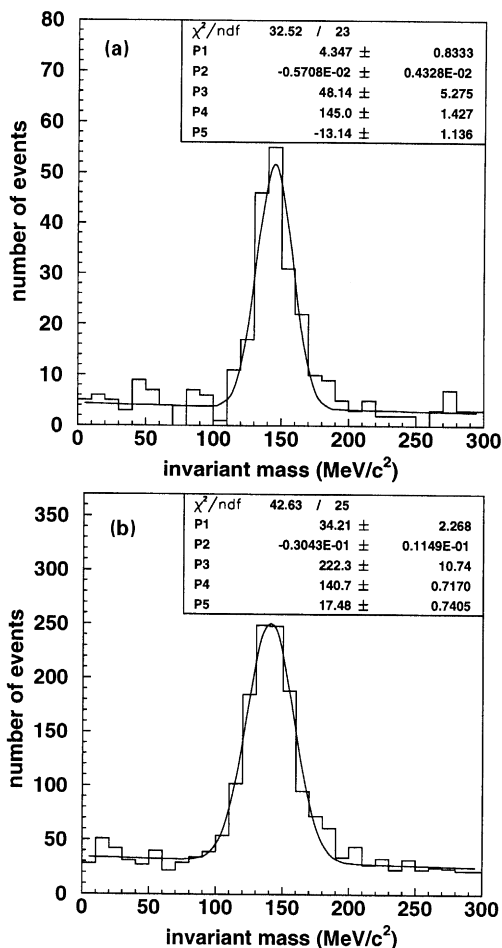 (a)
χ²/ndf 32.52 / 23
P1 4.347 ± 0.8333
P2 -0.5708E-02 ± 0.4328E-02
P3 48.14 ± 5.275
P4 145.0 ± 1.427
P5 -13.14 ± 1.136
number of events
80
70
60
50
40
30
20
10
0
0 50 100 150 200 250 300
invariant mass (MeV/c²)
(b)
χ²/ndf 42.63 / 25
P1 34.21 ± 2.268
P2 -0.3043E-01 ± 0.1149E-01
P3 222.3 ± 10.74
P4 140.7 ± 0.7170
P5 17.48 ± 0.7405
number of events
350
300
250
200
150
100
50
0
0 50 100 150 200 250 300
invariant mass (MeV/c²)